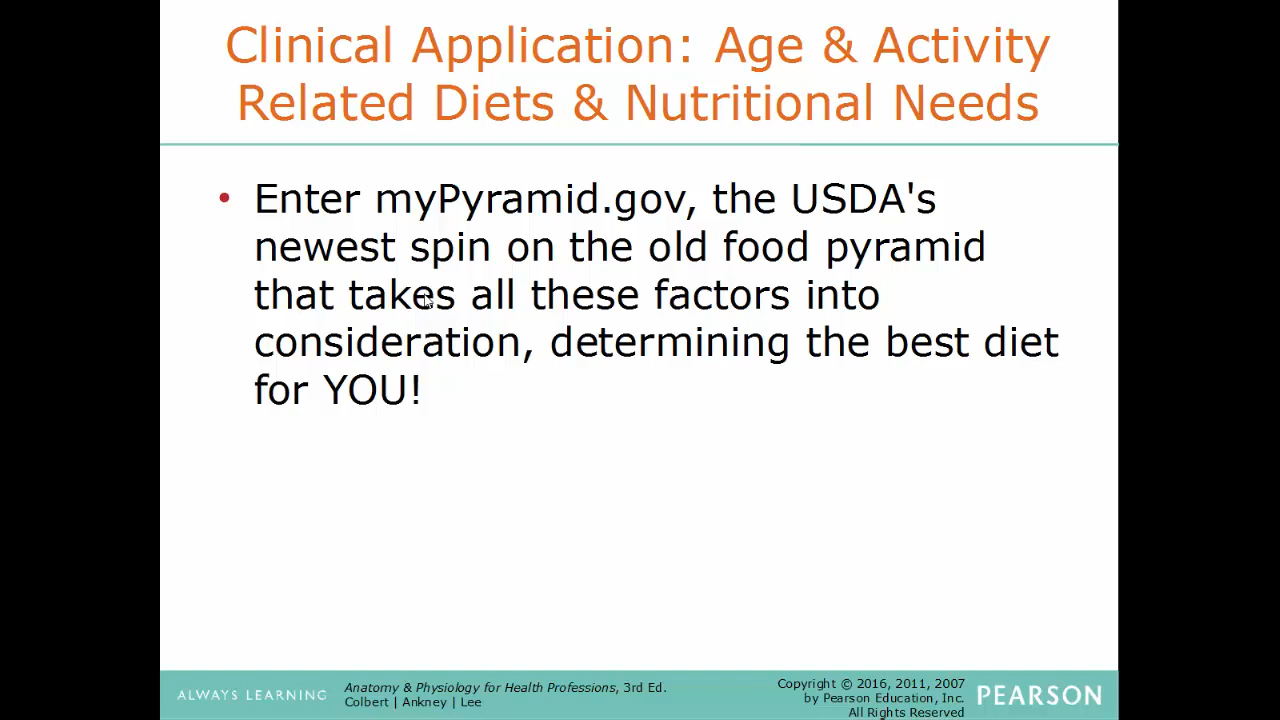 Clinical Application: Age & Activity
Related Diets & Nutritional Needs
• Enter myPyramid.gov, the USDA's
newest spin on the old food pyramid
that takes all these factors into
consideration, determining the best diet
for YOU!
ALWAYS LEARNING
Anatomy & Physiology for Health Professions, 3rd Ed.
Colbert | Ankney | Lee
Copyright © 2016, 2011, 2007
by Pearson Education, Inc.
All Rights Reserved
PEARSON